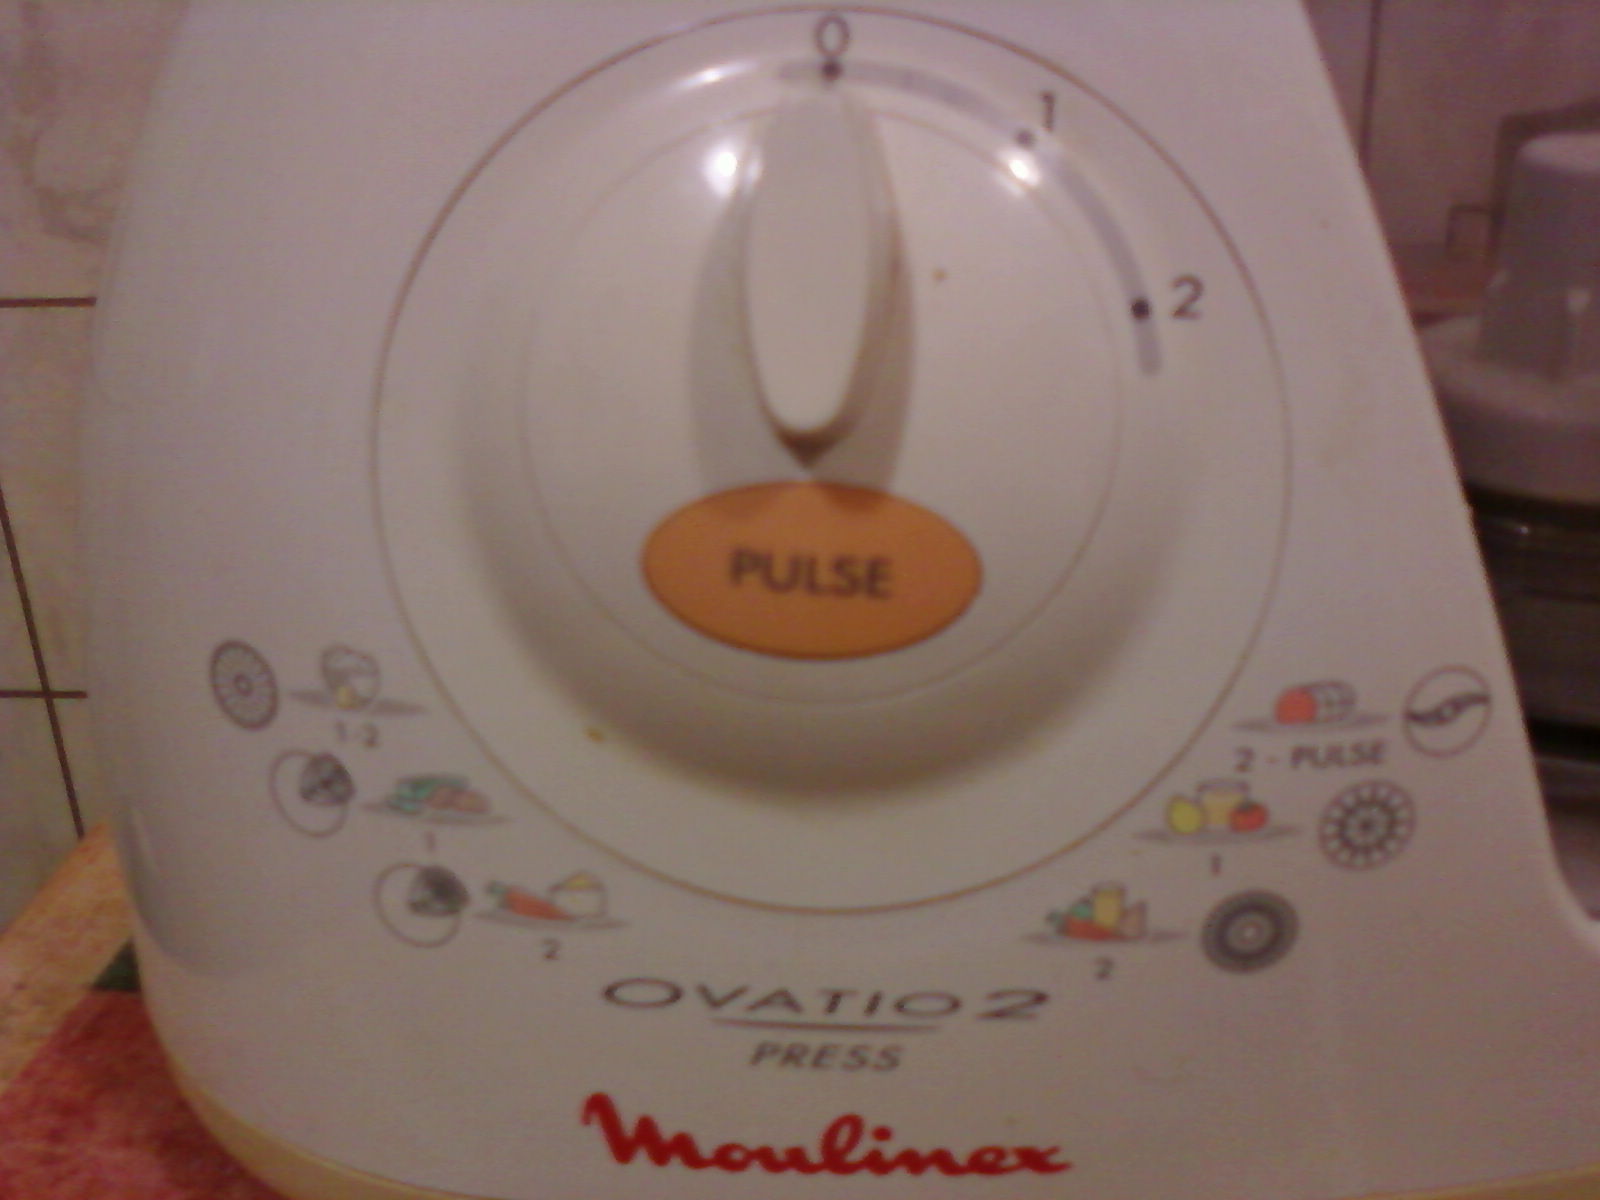 0
1
2
PULSE
1-2
2 - PULSE
1
1
2
2
OVATIO 2
PRESS
Moulinex